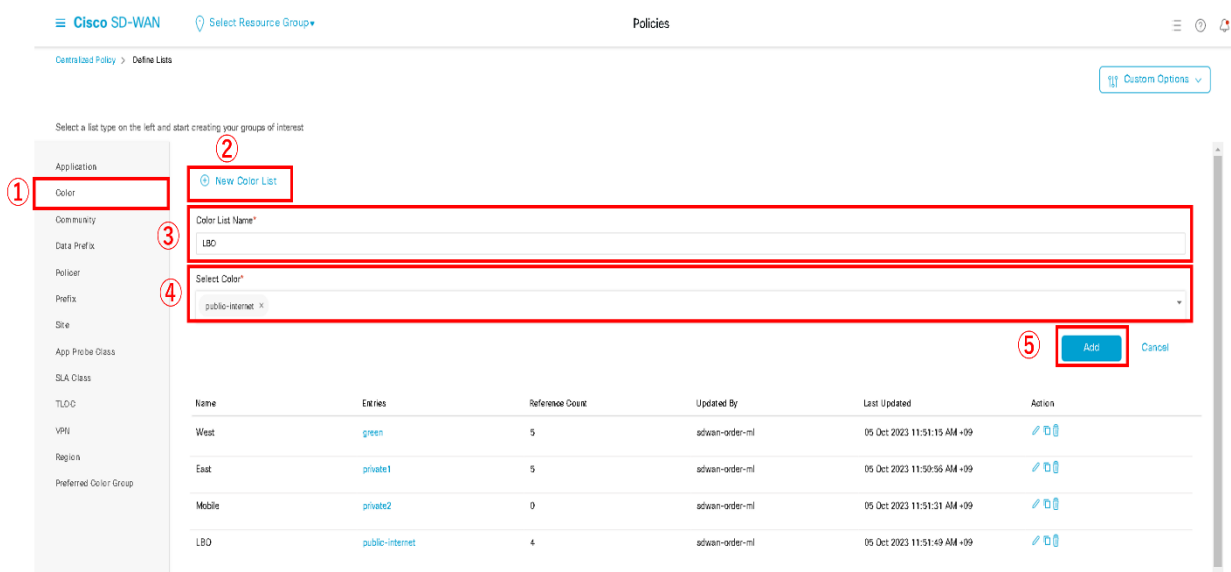 Cisco SD-WAN
Select Resource Group▾
Policies
Centralized Policy > Define Lists
Custom Options
Select a list type on the left and start creating your groups of interest
Application
Color
Community
Data Prefix
Policer
Prefix
Site
App Probe Class
SLA Class
TLOC
VPN
Region
Preferred Color Group
①
②
New Color List
③
Color List Name*
LBO
④
Select Color*
public-internet ×
⑤
Add Cancel
Name Entries Reference Count Updated By Last Updated Action
West green 5 sdwan-order-ml 05 Oct 2023 11:51:15 AM +09
East private1 5 sdwan-order-ml 05 Oct 2023 11:50:56 AM +09
Mobile private2 0 sdwan-order-ml 05 Oct 2023 11:51:31 AM +09
LBO public-internet 4 sdwan-order-ml 05 Oct 2023 11:51:49 AM +09